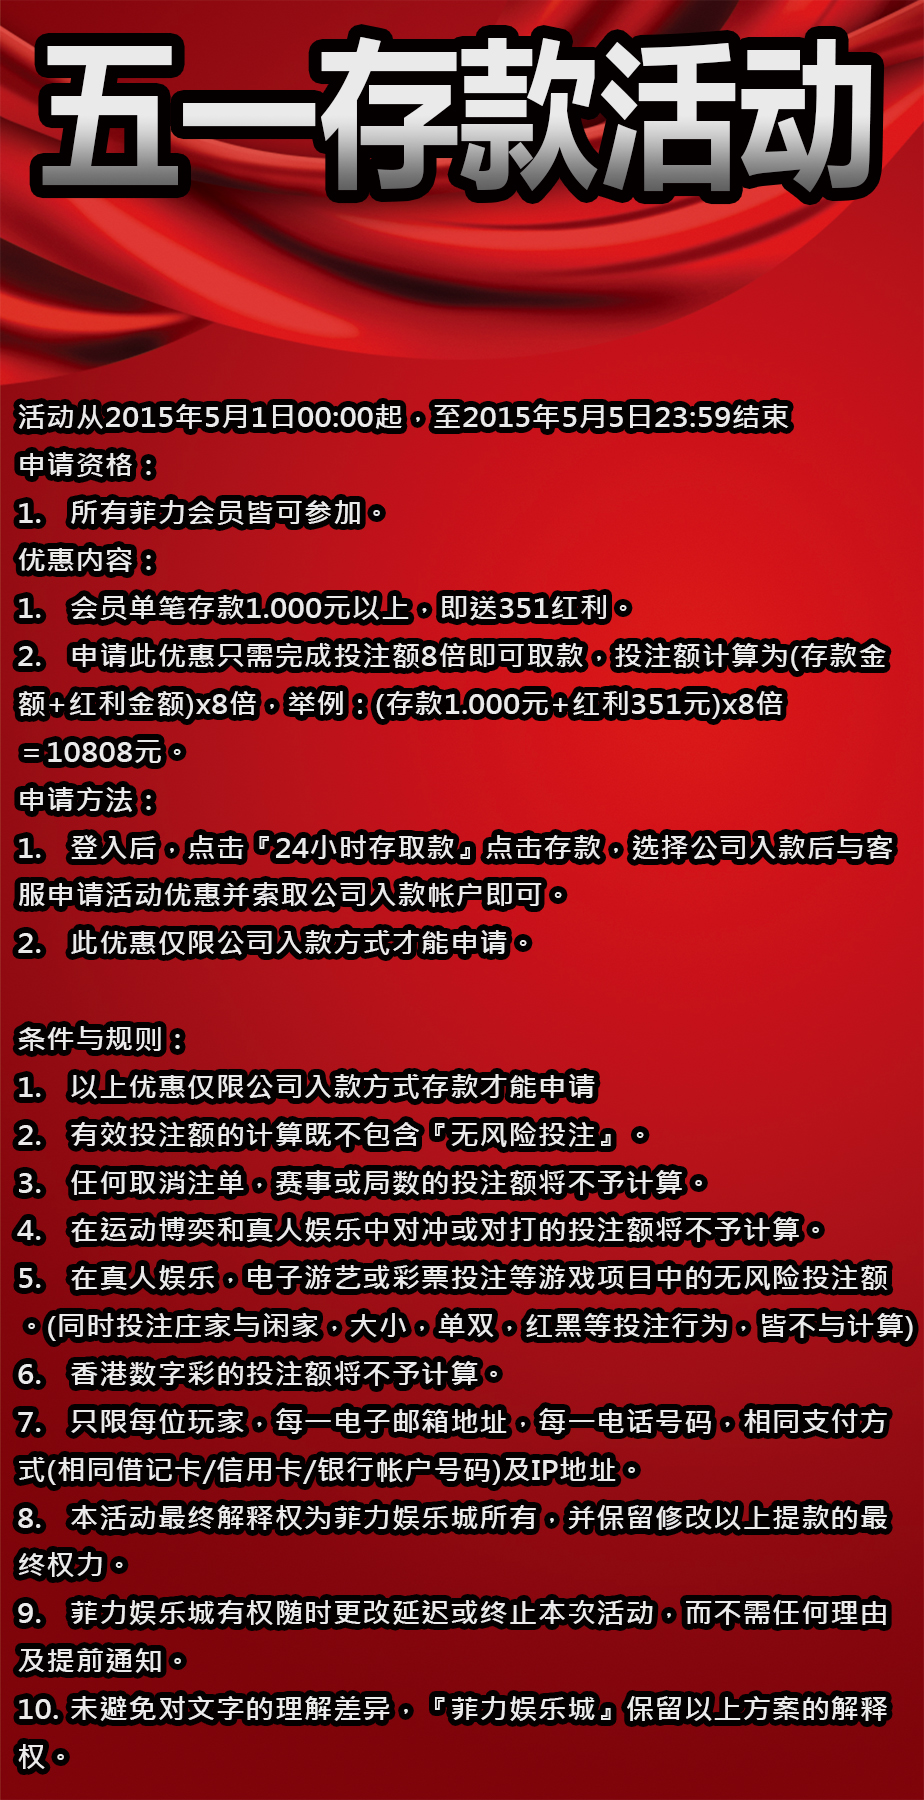 五一存款活动
活动从2015年5月1日00:00起，至2015年5月5日23:59结束
申请资格：
1. 所有菲力会员皆可参加。
优惠内容：
1. 会员单笔存款1.000元以上，即送351红利。
2. 申请此优惠只需完成投注额8倍即可取款，投注额计算为(存款金
额+红利金额)x8倍，举例：(存款1.000元+红利351元)x8倍
＝10808元。
申请方法：
1. 登入后，点击『24小时存取款』点击存款，选择公司入款后与客
服申请活动优惠并索取公司入款帐户即可。
2. 此优惠仅限公司入款方式才能申请。
条件与规则：
1. 以上优惠仅限公司入款方式存款才能申请
2. 有效投注额的计算既不包含『无风险投注』。
3. 任何取消注单，赛事或局数的投注额将不予计算。
4. 在运动博奕和真人娱乐中对冲或对打的投注额将不予计算。
5. 在真人娱乐，电子游艺或彩票投注等游戏项目中的无风险投注额
。(同时投注庄家与闲家，大小，单双，红黑等投注行为，皆不与计算)
6. 香港数字彩的投注额将不予计算。
7. 只限每位玩家，每一电子邮箱地址，每一电话号码，相同支付方
式(相同借记卡/信用卡/银行帐户号码)及IP地址。
8. 本活动最终解释权为菲力娱乐城所有，并保留修改以上提款的最
终权力。
9. 菲力娱乐城有权随时更改延迟或终止本次活动，而不需任何理由
及提前通知。
10. 未避免对文字的理解差异，『菲力娱乐城』保留以上方案的解释
权。